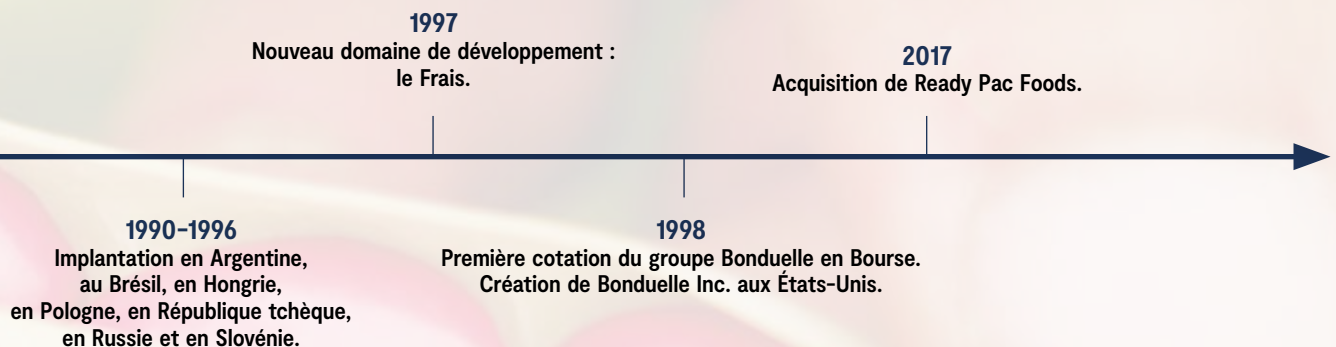 1997
Nouveau domaine de développement :
le Frais.
2017
Acquisition de Ready Pac Foods.
1990-1996
Implantation en Argentine,
au Brésil, en Hongrie,
en Pologne, en République tchèque,
en Russie et en Slovénie.
1998
Première cotation du groupe Bonduelle en Bourse.
Création de Bonduelle Inc. aux États-Unis.